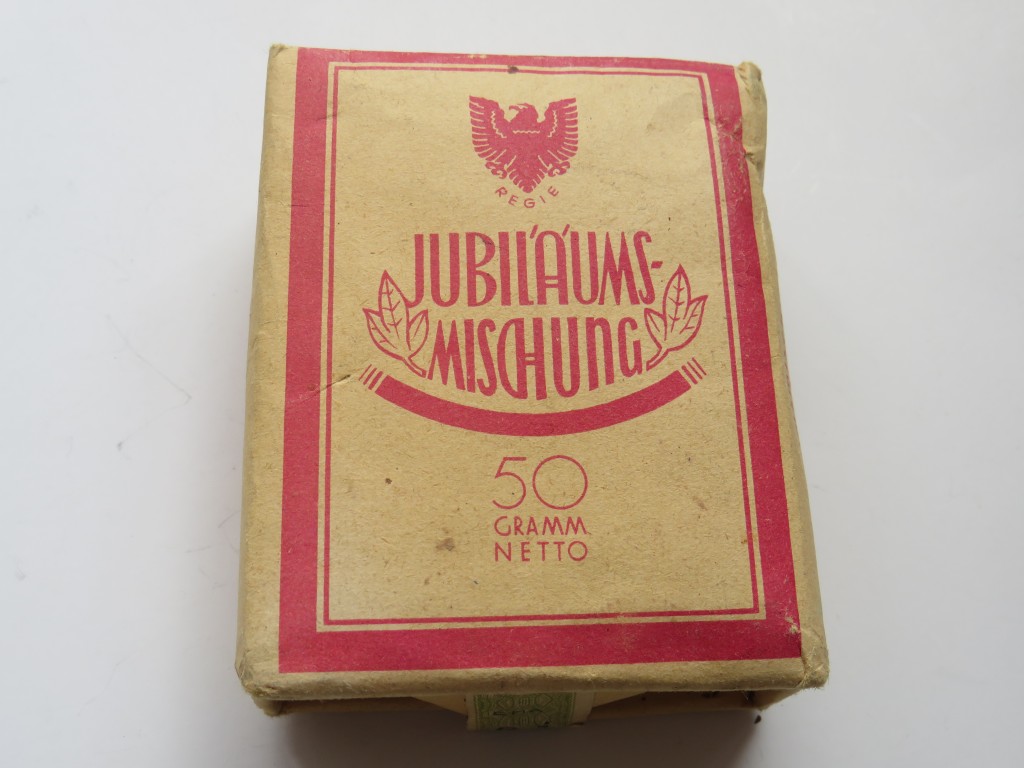 REGIE
JUBILÄUMS-
MISCHUNG
50
GRAMM
NETTO